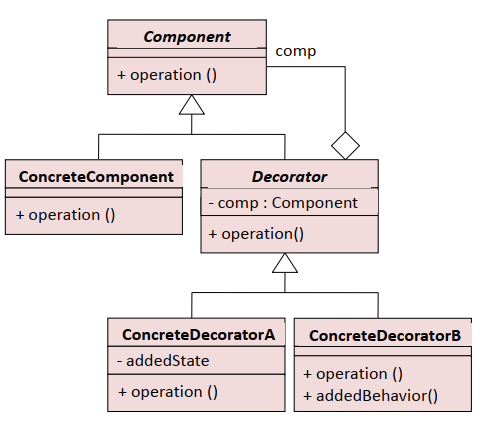 Component
comp
+ operation ()
ConcreteComponent
+ operation ()
Decorator
- comp : Component
+ operation()
ConcreteDecoratorA
- addedState
+ operation ()
ConcreteDecoratorB
+ operation ()
+ addedBehavior()